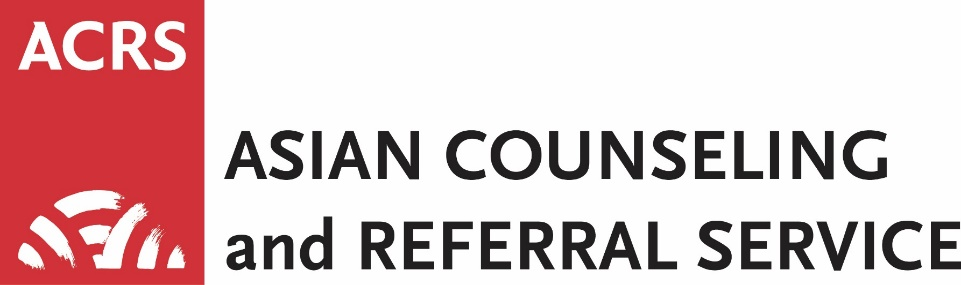 ACRS
ASIAN COUNSELING
and REFERRAL SERVICE